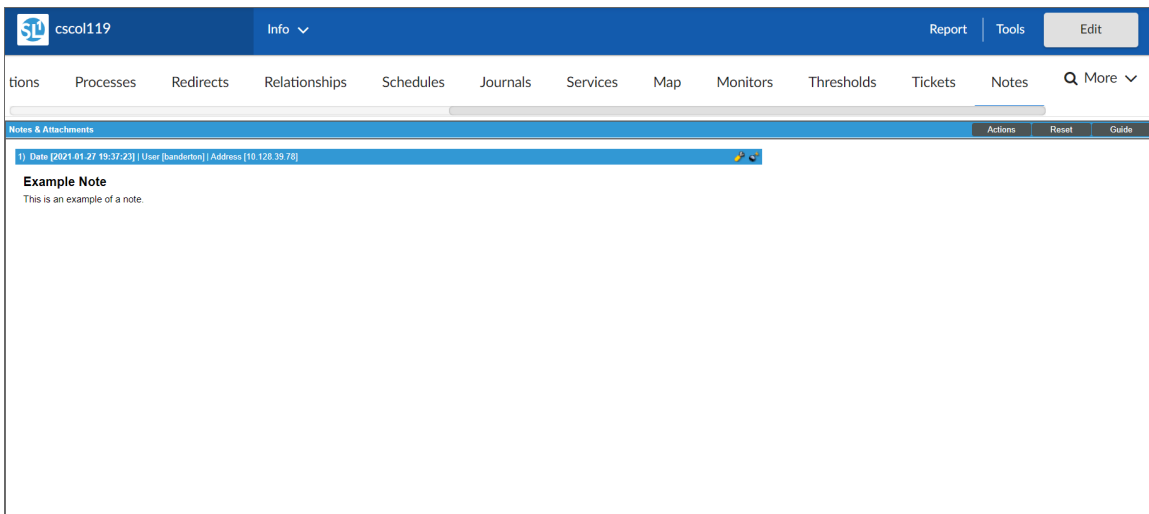 SL1 cscol119 Info Report Tools Edit
tions Processes Redirects Relationships Schedules Journals Services Map Monitors Thresholds Tickets Notes More
Notes & Attachments Actions Reset Guide
1) Date [2021-01-27 19:37:23] | User [banderton] | Address [10.128.39.78]
Example Note
This is an example of a note.